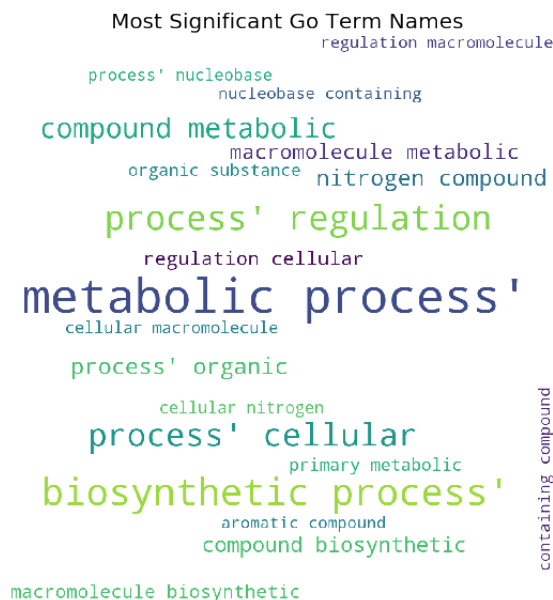 Most Significant Go Term Names
regulation macromolecule
process' nucleobase
nucleobase containing
compound metabolic
macromolecule metabolic
organic substance
nitrogen compound
process' regulation
regulation cellular
metabolic process'
cellular macromolecule
process' organic
cellular nitrogen
process' cellular
primary metabolic
biosynthetic process'
containing compound
aromatic compound
compound biosynthetic
macromolecule biosynthetic